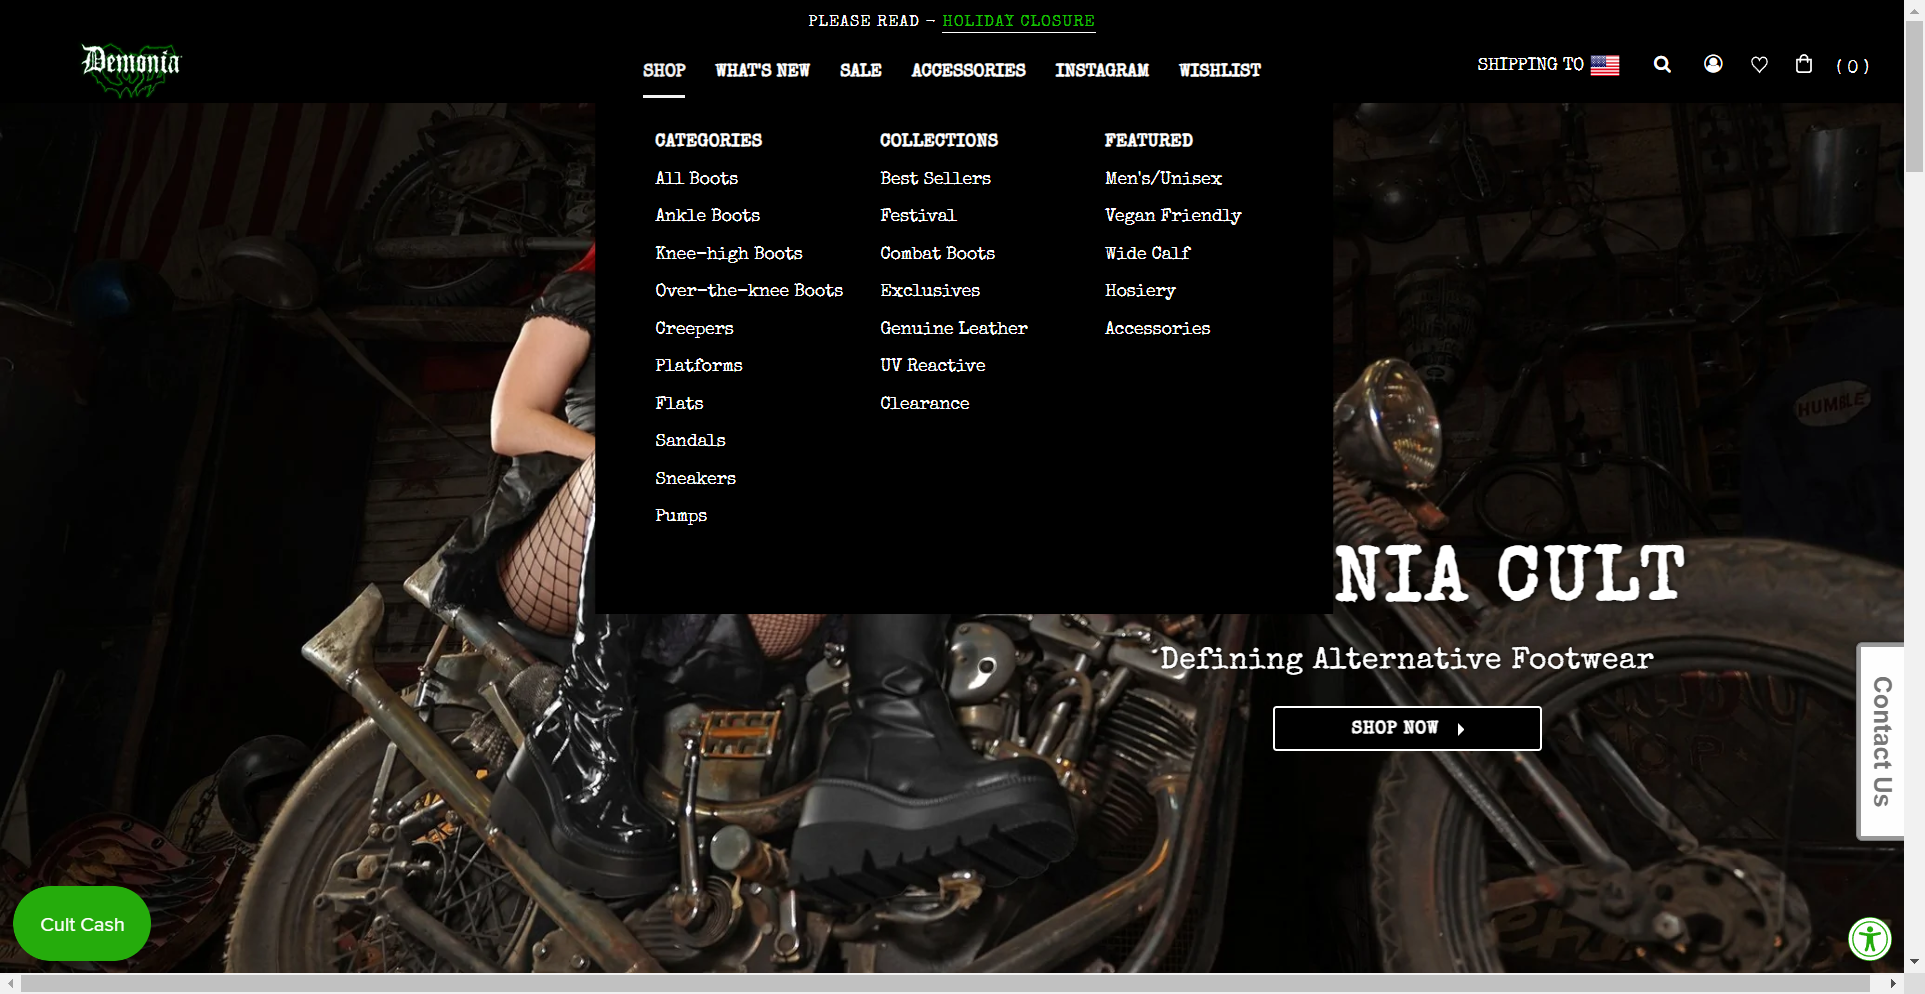 PLEASE READ - HOLIDAY CLOSURE
Demonia
SHOP WHAT'S NEW SALE ACCESSORIES INSTAGRAM WISHLIST
SHIPPING TO
( 0 )
CATEGORIES
All Boots
Ankle Boots
Knee-high Boots
Over-the-knee Boots
Creepers
Platforms
Flats
Sandals
Sneakers
Pumps
COLLECTIONS
Best Sellers
Festival
Combat Boots
Exclusives
Genuine Leather
UV Reactive
Clearance
FEATURED
Men's/Unisex
Vegan Friendly
Wide Calf
Hosiery
Accessories
HUMBLE
NIA CULT
Defining Alternative Footwear
SHOP NOW
Contact Us
Cult Cash